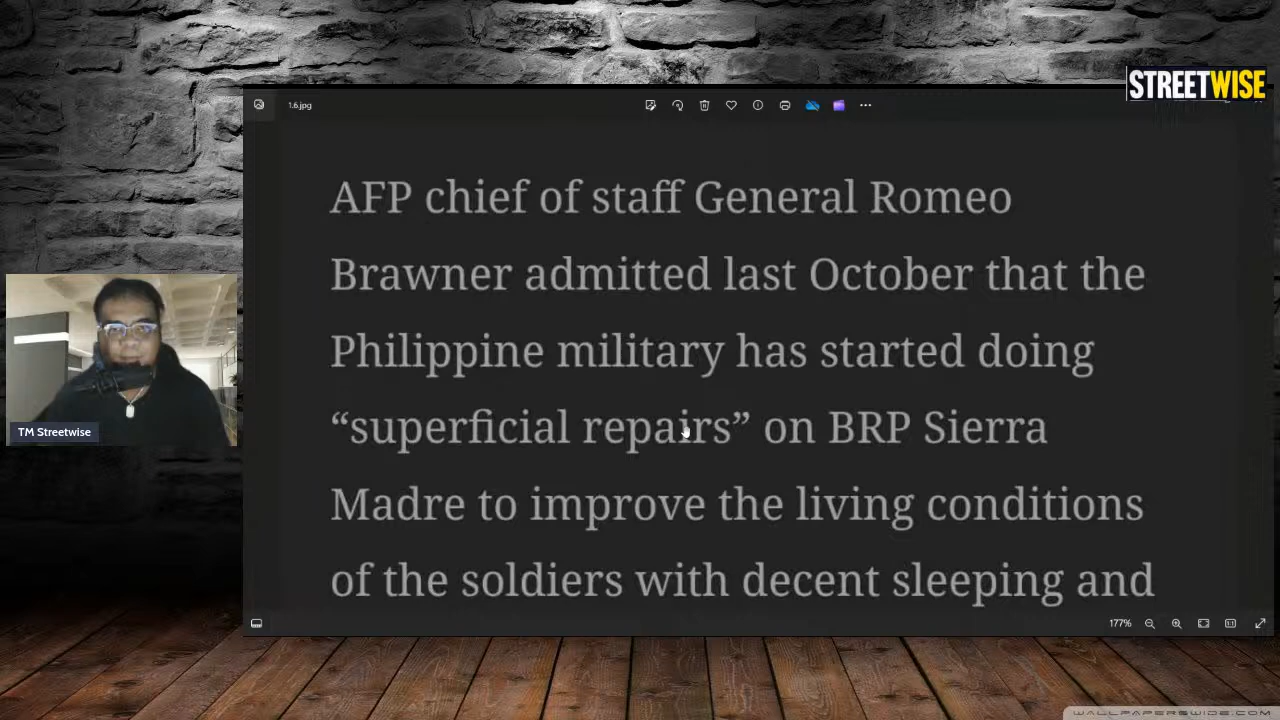 STREETWISE
1.6.jpg
AFP chief of staff General Romeo
Brawner admitted last October that the
Philippine military has started doing
“superficial repairs” on BRP Sierra
Madre to improve the living conditions
of the soldiers with decent sleeping and
TM Streetwise
177%
WALLPAPERSWIDE.COM